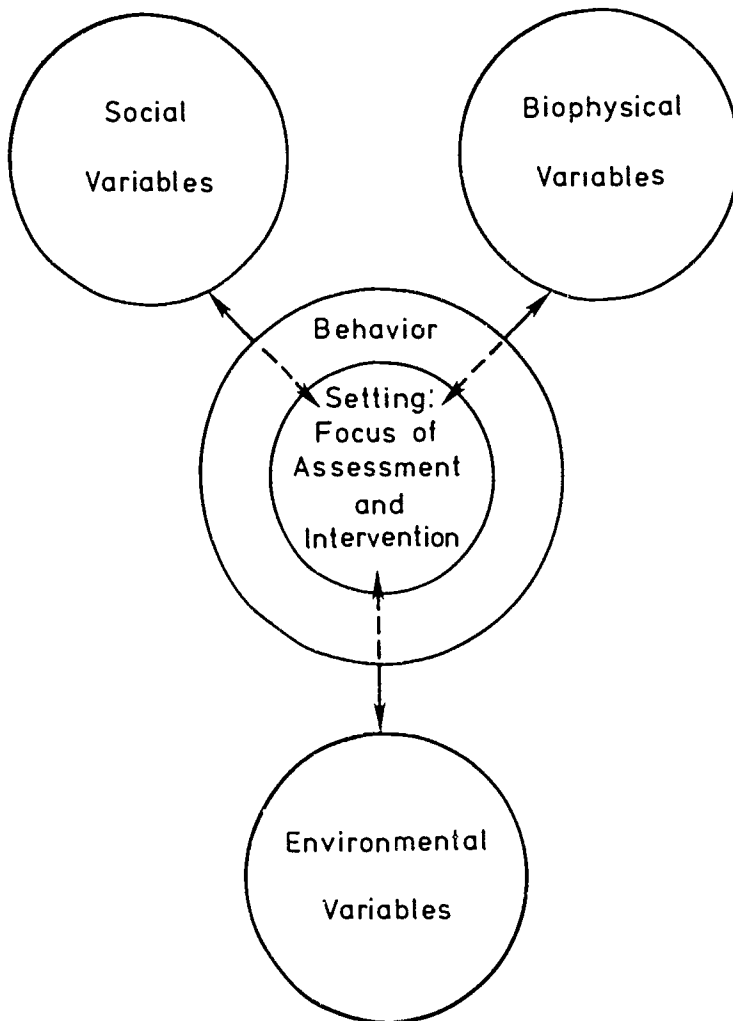 Social
Variables
Biophysical
Variables
Behavior
Setting:
Focus of
Assessment
and
Intervention
Environmental
Variables